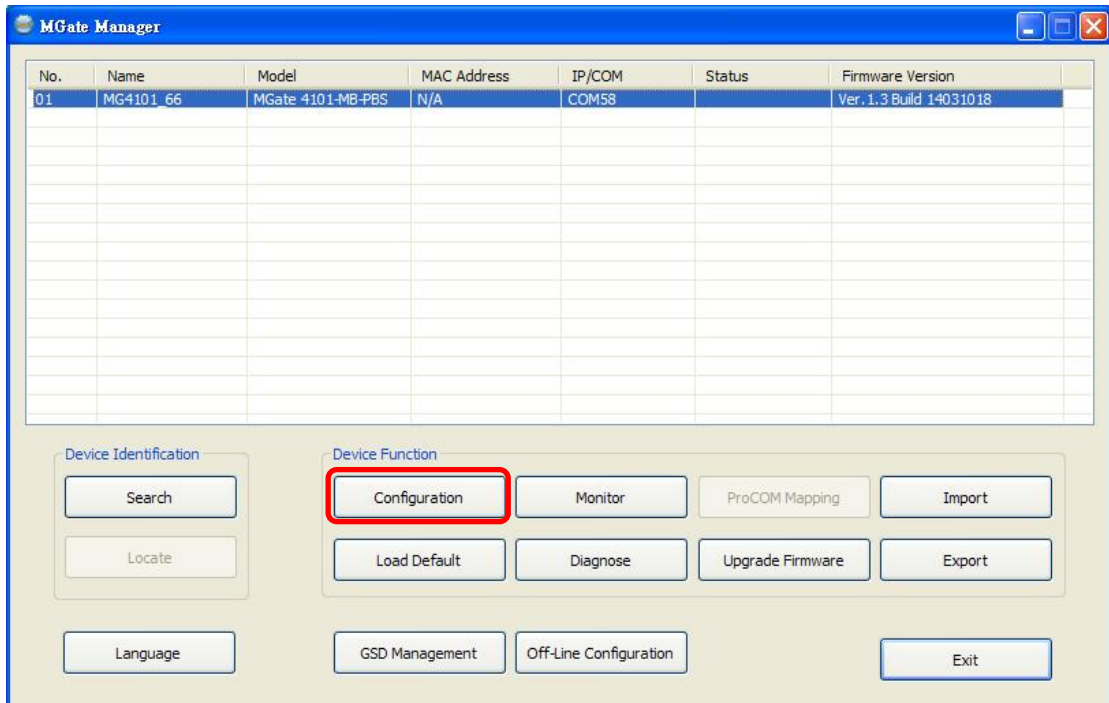 MGate Manager
No. Name Model MAC Address IP/COM Status Firmware Version
01 MG4101_66 MGate 4101-MB-PBS N/A COM58 Ver. 1.3 Build 14031018
Device Identification Device Function
Search Configuration Monitor ProCOM Mapping Import
Locate Load Default Diagnose Upgrade Firmware Export
Language GSD Management Off-Line Configuration Exit